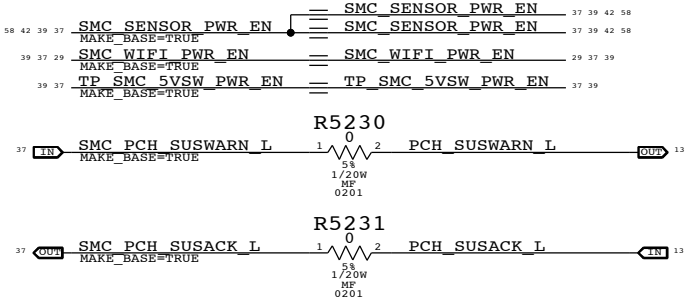 SMC_SENSOR_PWR_EN 37 39 42 58
58 42 39 37 SMC_SENSOR_PWR_EN SMC_SENSOR_PWR_EN 37 39 42 58
MAKE_BASE=TRUE
39 37 29 SMC_WIFI_PWR_EN SMC_WIFI_PWR_EN 29 37 39
MAKE_BASE=TRUE
39 37 TP_SMC_5VSW_PWR_EN TP_SMC_5VSW_PWR_EN 37 39
MAKE_BASE=TRUE
R5230
0
37 IN SMC_PCH_SUSWARN_L 1 2 PCH_SUSWARN_L OUT 13
MAKE_BASE=TRUE
5%
1/20W
MF
0201
R5231
0
37 OUT SMC_PCH_SUSACK_L 1 2 PCH_SUSACK_L IN 13
MAKE_BASE=TRUE
5%
1/20W
MF
0201